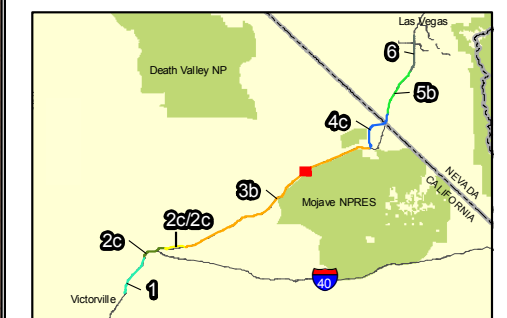 Las Vegas
6
Death Valley NP
5b
4c
NEVADA
CALIFORNIA
3b
Mojave NPRES
2c/2c
2c
40
1
Victorville